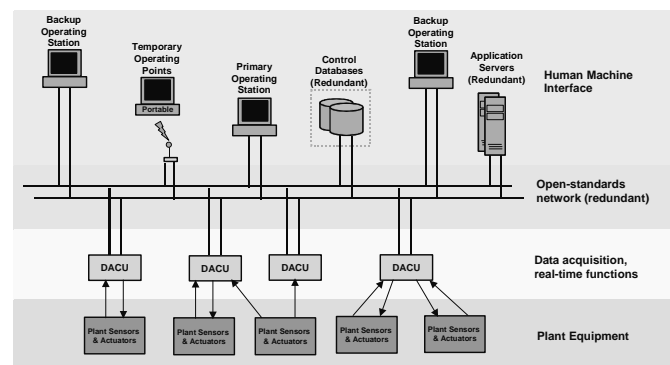 Backup
Operating
Station
Temporary
Operating
Points
Portable
Primary
Operating
Station
Control
Databases
(Redundant)
Backup
Operating
Station
Application
Servers
(Redundant)
Human Machine
Interface
Open-standards
network (redundant)
Data acquisition,
real-time functions
DACU
DACU
DACU
DACU
Plant Sensors
& Actuators
Plant Sensors
& Actuators
Plant Sensors
& Actuators
Plant Sensors
& Actuators
Plant Sensors
& Actuators
Plant Equipment